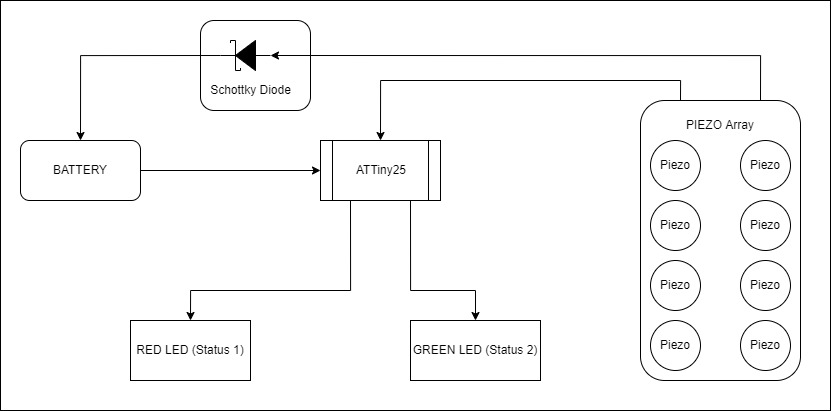 Schottky Diode
PIEZO Array
BATTERY
ATTiny25
Piezo
Piezo
Piezo
Piezo
Piezo
Piezo
Piezo
Piezo
RED LED (Status 1)
GREEN LED (Status 2)